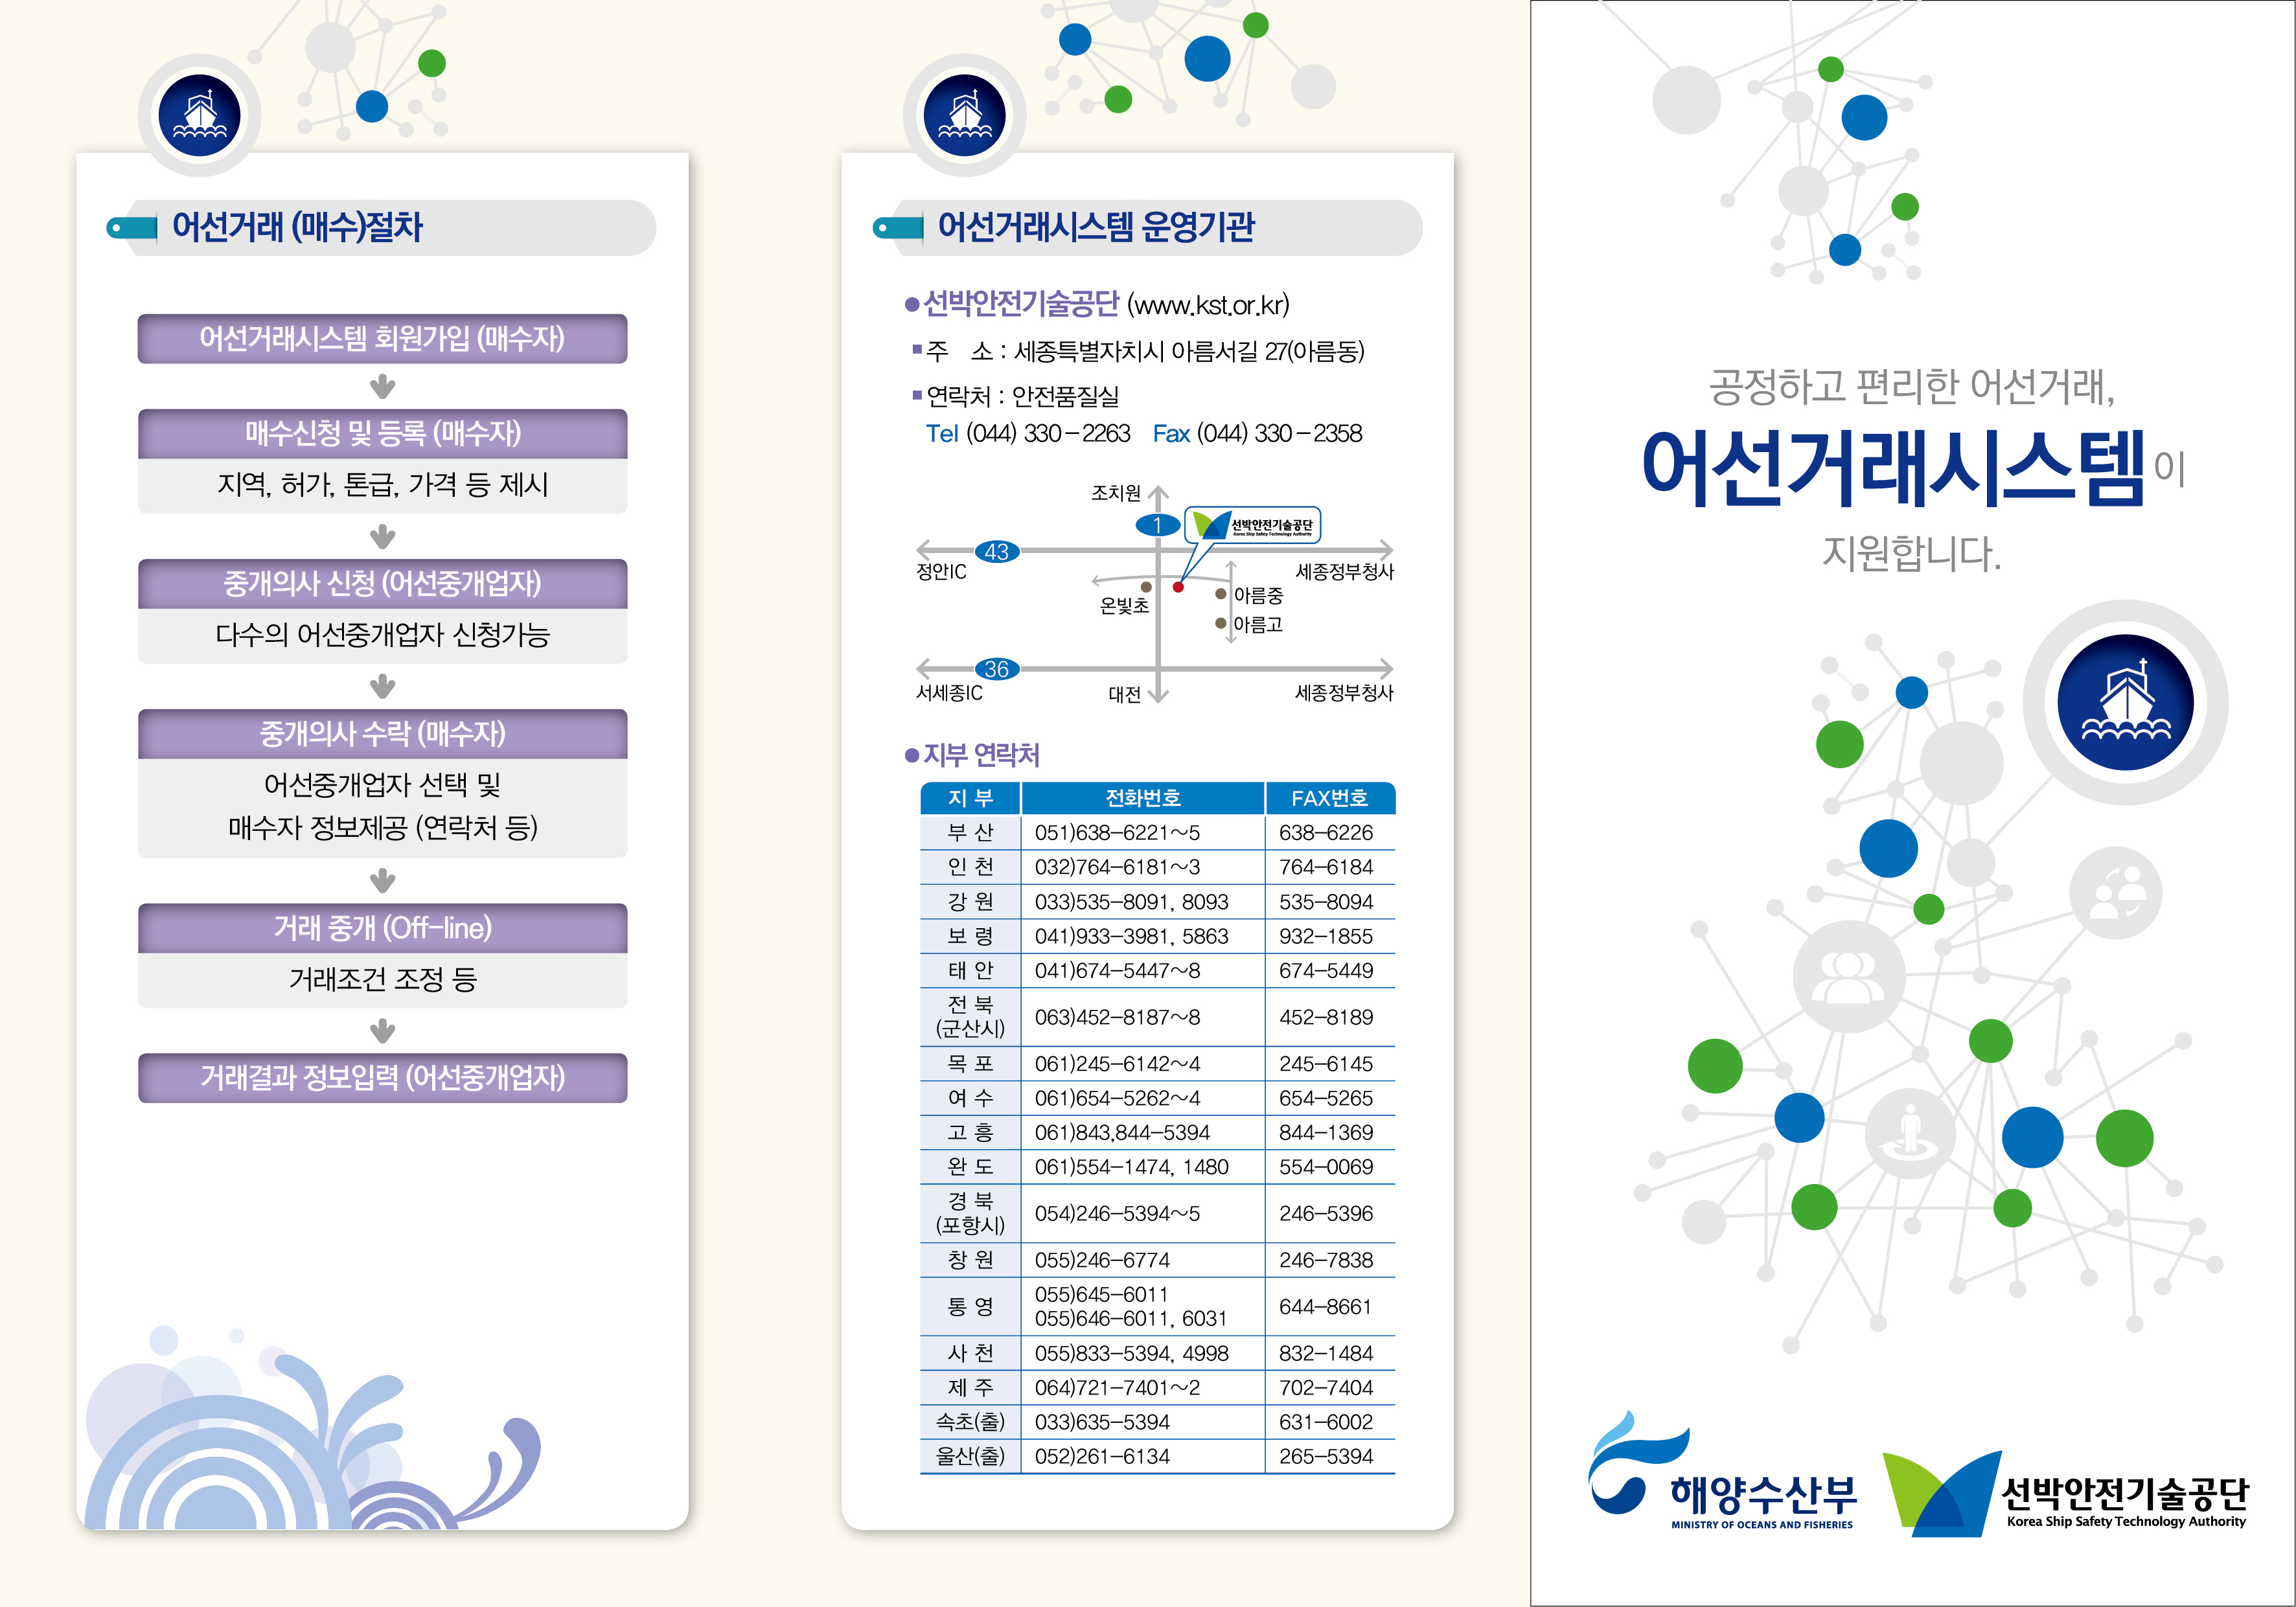 어선거래 (매수)절차
어선거래시스템 회원가입 (매수자)
매수신청 및 등록 (매수자)
지역, 허가, 톤급, 가격 등 제시
중개의사 신청 (어선중개업자)
다수의 어선중개업자 신청가능
중개의사 수락 (매수자)
어선중개업자 선택 및
매수자 정보제공 (연락처 등)
거래 중개 (Off-line)
거래조건 조정 등
거래결과 정보입력 (어선중개업자)
어선거래시스템 운영기관
●선박안전기술공단 (www.kst.or.kr)
■주 소 : 세종특별자치시 아름서길 27(아름동)
■연락처 : 안전품질실
Tel (044) 330-2263 Fax (044) 330-2358
조치원
1
선박안전기술공단
Korea Ship Safety Technology Authority
43
정안IC
세종정부청사
온빛초
아름중
아름고
36
서세종IC
대전
세종정부청사
●지부 연락처
지 부 전화번호 FAX번호
부 산 051)638-6221~5 638-6226
인 천 032)764-6181~3 764-6184
강 원 033)535-8091, 8093 535-8094
보 령 041)933-3981, 5863 932-1855
태 안 041)674-5447~8 674-5449
전 북
(군산시) 063)452-8187~8 452-8189
목 포 061)245-6142~4 245-6145
여 수 061)654-5262~4 654-5265
고 흥 061)843,844-5394 844-1369
완 도 061)554-1474, 1480 554-0069
경 북
(포항시) 054)246-5394~5 246-5396
창 원 055)246-6774 246-7838
통 영 055)645-6011
055)646-6011, 6031 644-8661
사 천 055)833-5394, 4998 832-1484
제 주 064)721-7401~2 702-7404
속초(출) 033)635-5394 631-6002
울산(출) 052)261-6134 265-5394
공정하고 편리한 어선거래,
어선거래시스템이
지원합니다.
해양수산부
MINISTRY OF OCEANS AND FISHERIES
선박안전기술공단
Korea Ship Safety Technology Authority